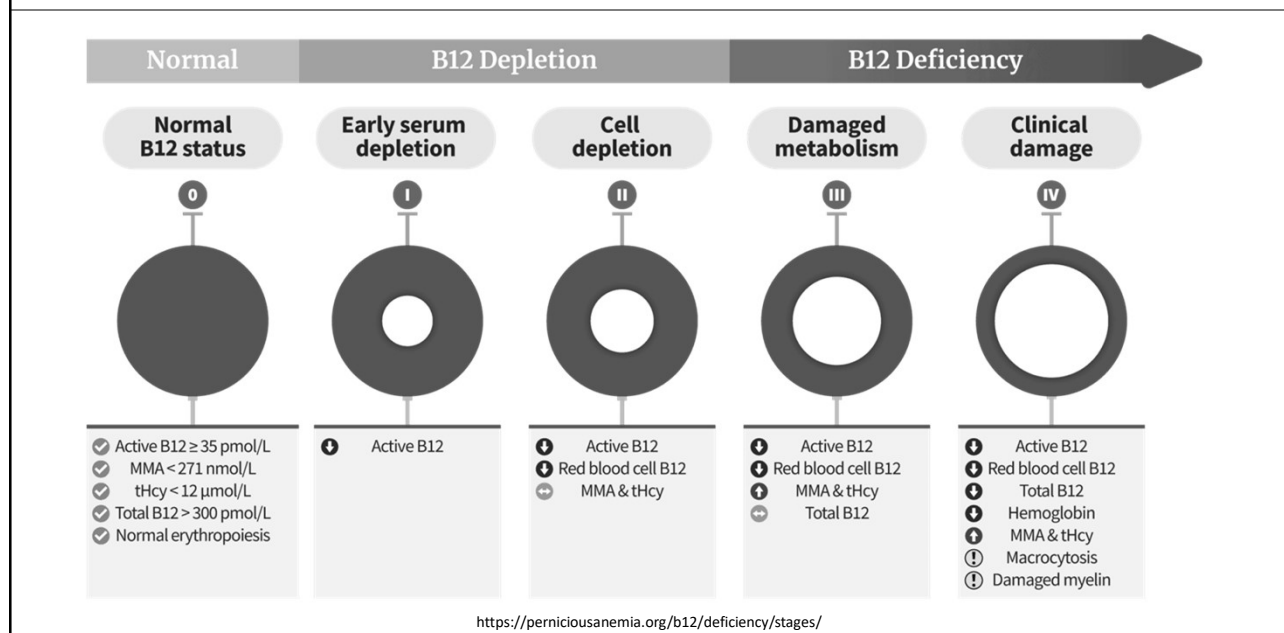 Normal
B12 Depletion
B12 Deficiency
Normal
B12 status
Early serum
depletion
Cell
depletion
Damaged
metabolism
Clinical
damage
0
I
II
III
IV
Active B12 ≥ 35 pmol/L
MMA < 271 nmol/L
tHcy < 12 µmol/L
Total B12 > 300 pmol/L
Normal erythropoiesis
Active B12
Active B12
Red blood cell B12
MMA & tHcy
Active B12
Red blood cell B12
MMA & tHcy
Total B12
Active B12
Red blood cell B12
Total B12
Hemoglobin
MMA & tHcy
Macrocytosis
Damaged myelin
https://perniciousanemia.org/b12/deficiency/stages/